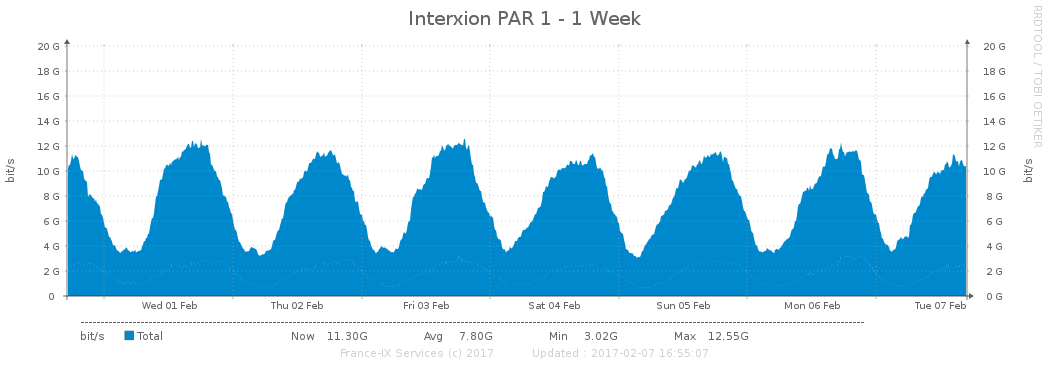 Interxion PAR 1 - 1 Week
RRDTOOL / TOBI OETIKER
bit/s
20 G
18 G
16 G
14 G
12 G
10 G
8 G
6 G
4 G
2 G
0
20 G
18 G
16 G
14 G
12 G
10 G
8 G
6 G
4 G
2 G
0 G
bit/s
Wed 01 Feb Thu 02 Feb Fri 03 Feb Sat 04 Feb Sun 05 Feb Mon 06 Feb Tue 07 Feb
bit/s Total Now 11.30G Avg 7.80G Min 3.02G Max 12.55G
France-IX Services (c) 2017 Updated : 2017-02-07 16:55:07